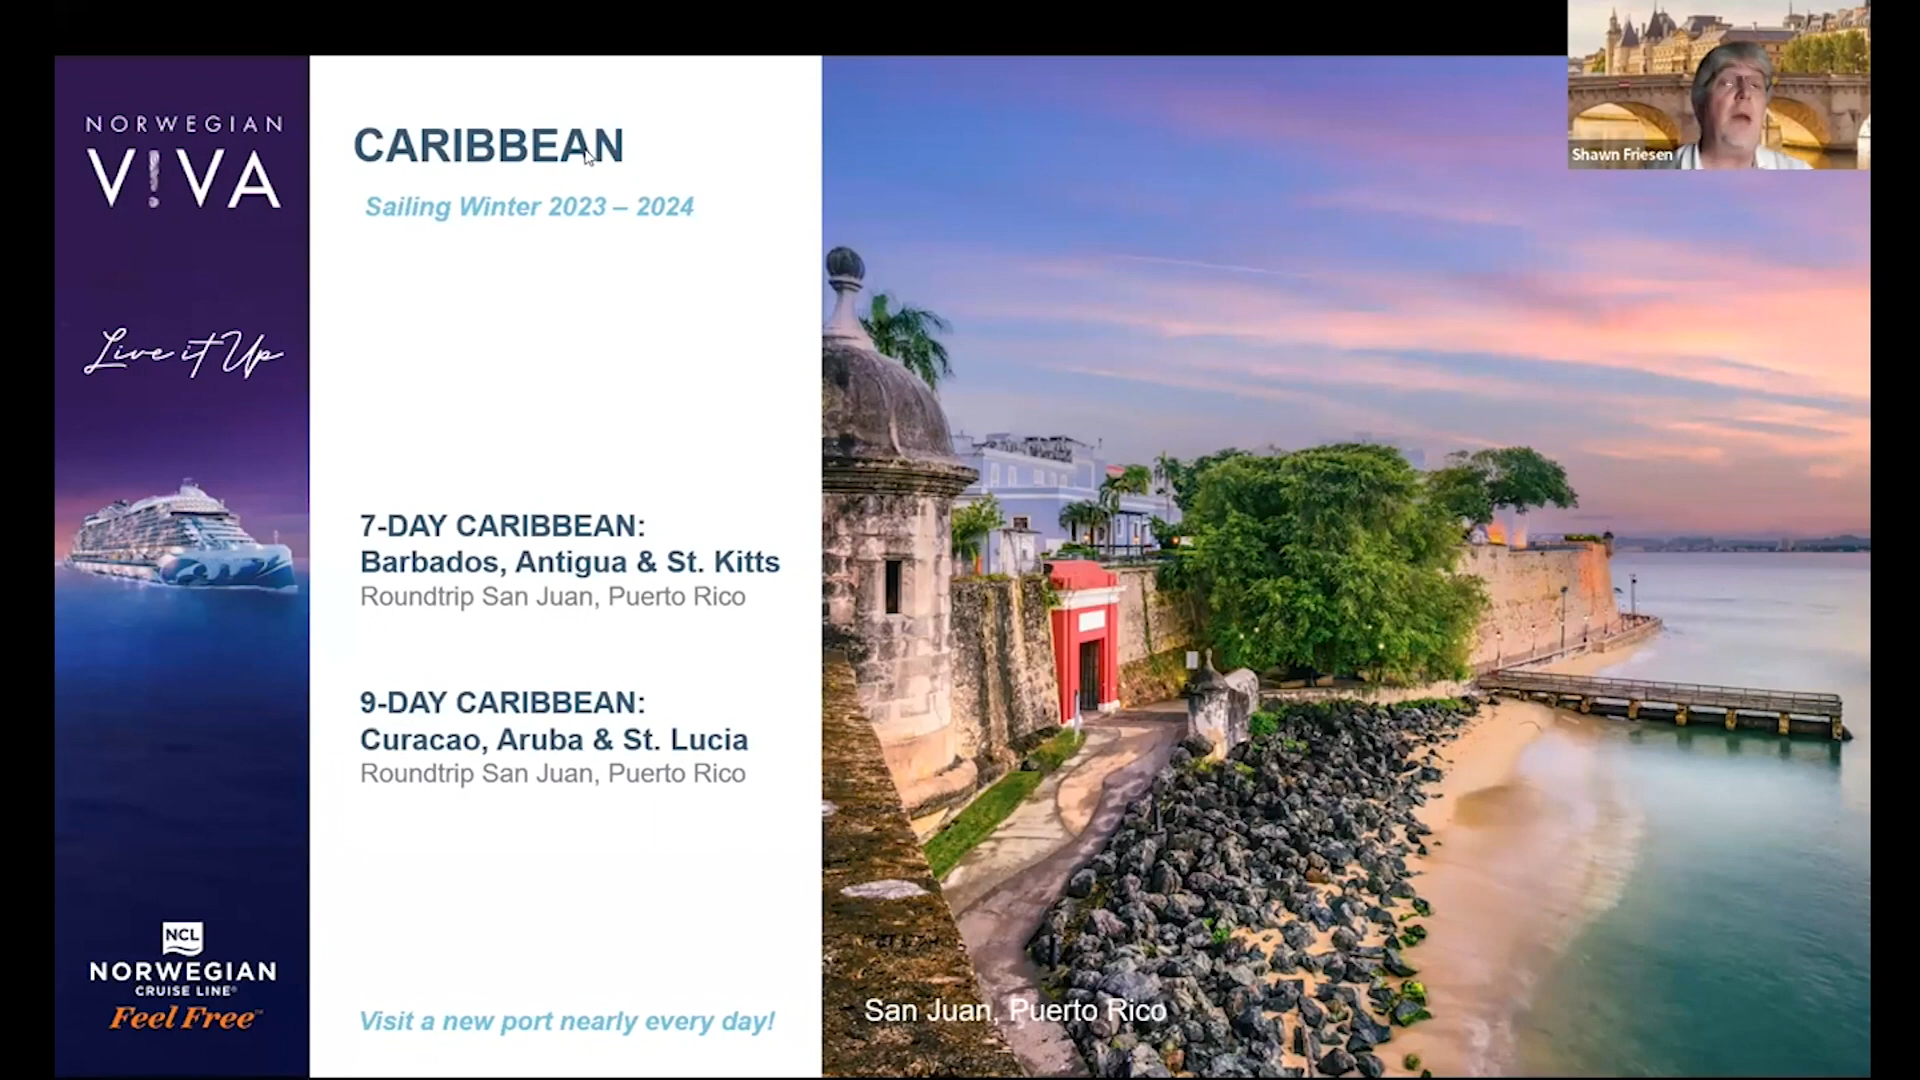 NORWEGIAN
V!VA
Live it Up
NCL
NORWEGIAN
CRUISE LINE®
Feel Free™
CARIBBEAN
Sailing Winter 2023 – 2024
7-DAY CARIBBEAN:
Barbados, Antigua & St. Kitts
Roundtrip San Juan, Puerto Rico
9-DAY CARIBBEAN:
Curacao, Aruba & St. Lucia
Roundtrip San Juan, Puerto Rico
Visit a new port nearly every day!
San Juan, Puerto Rico
Shawn Friesen